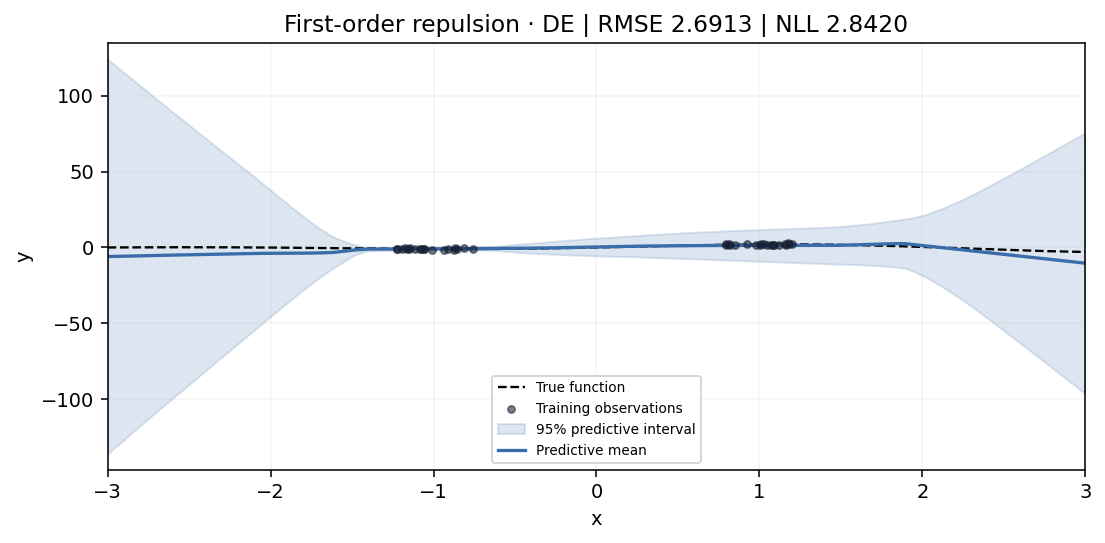 First-order repulsion · DE | RMSE 2.6913 | NLL 2.8420
100
50
0
−50
−100
y
True function
Training observations
95% predictive interval
Predictive mean
−3 −2 −1 0 1 2 3
x